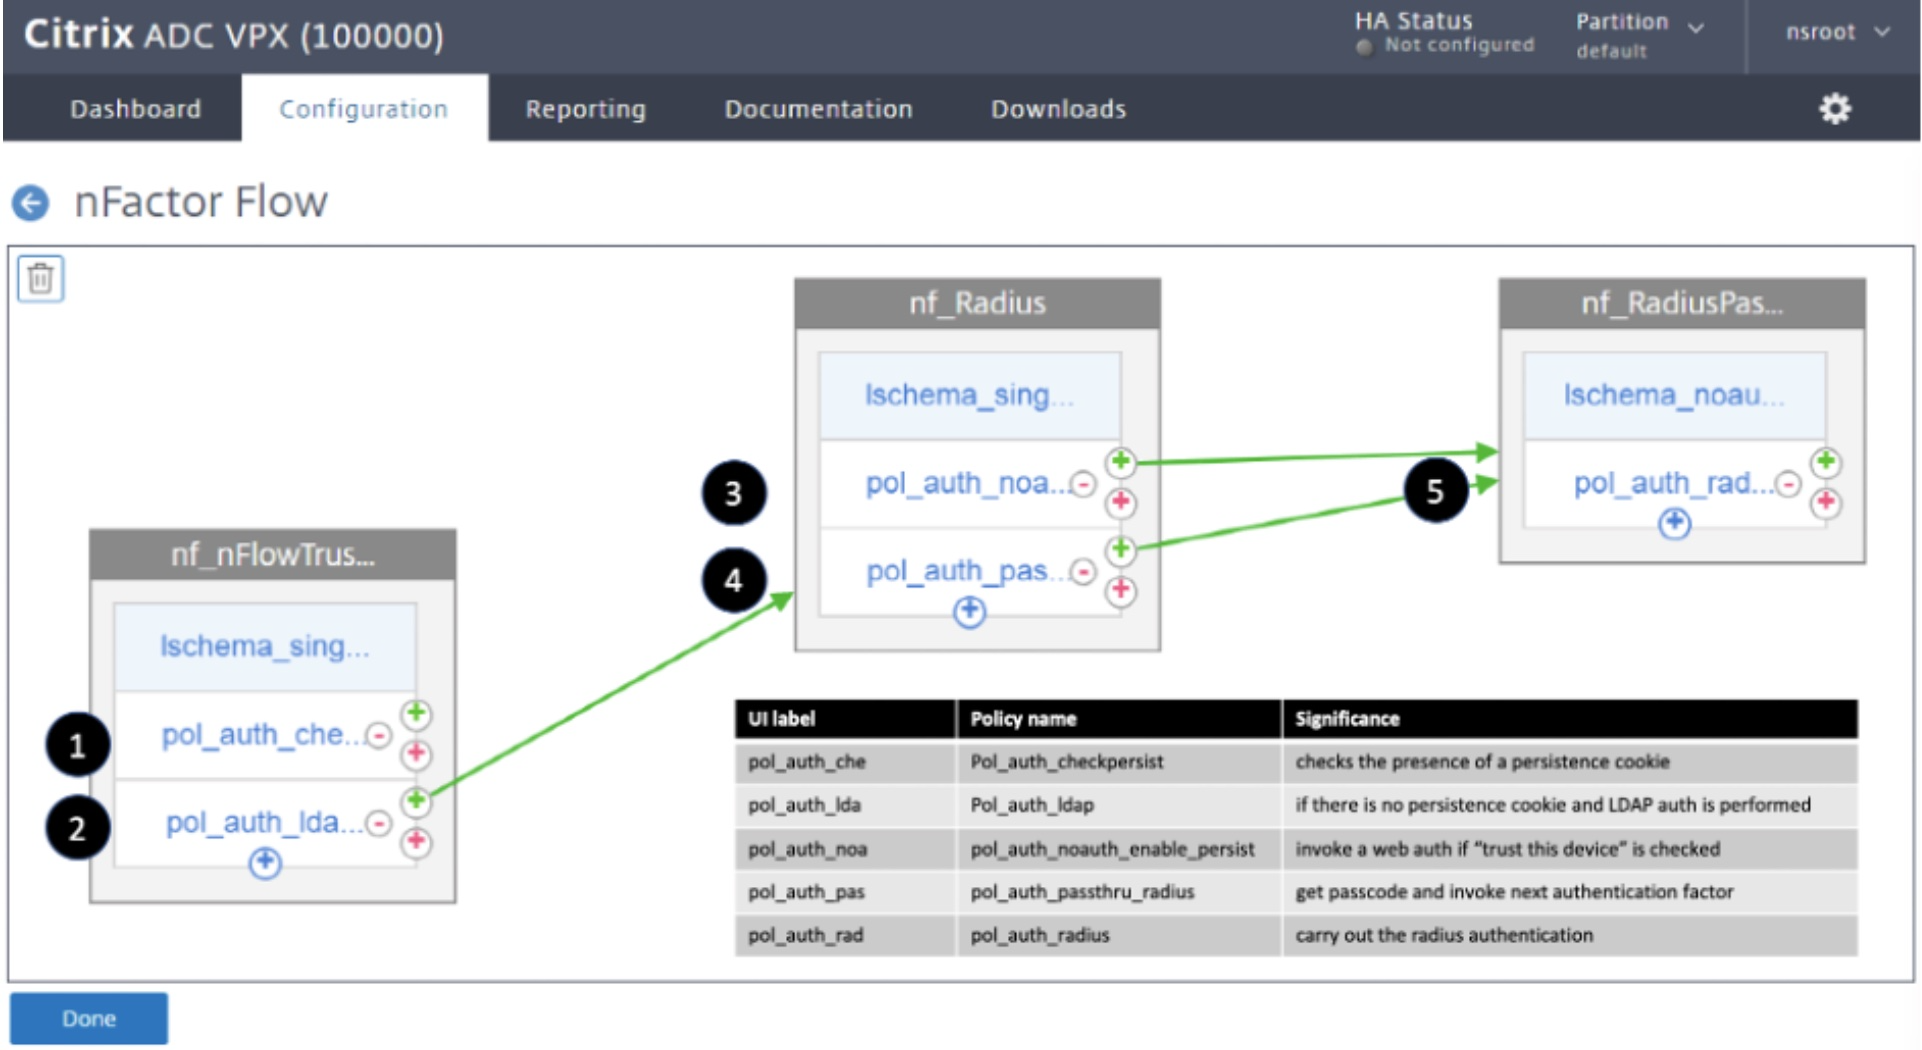 Citrix ADC VPX (100000)
HA Status
Not configured
Partition
default
nsroot
Dashboard
Configuration
Reporting
Documentation
Downloads
nFactor Flow
nf_Radius
lschema_sing...
3
pol_auth_noa...
4
pol_auth_pas...
nf_RadiusPas...
lschema_noau...
5
pol_auth_rad...
nf_nFlowTrus...
lschema_sing...
1
pol_auth_che...
2
pol_auth_lda...
UI label Policy name Significance
pol_auth_che Pol_auth_checkpersist checks the presence of a persistence cookie
pol_auth_lda Pol_auth_ldap if there is no persistence cookie and LDAP auth is performed
pol_auth_noa pol_auth_noauth_enable_persist invoke a web auth if “trust this device” is checked
pol_auth_pas pol_auth_passthru_radius get passcode and invoke next authentication factor
pol_auth_rad pol_auth_radius carry out the radius authentication
Done